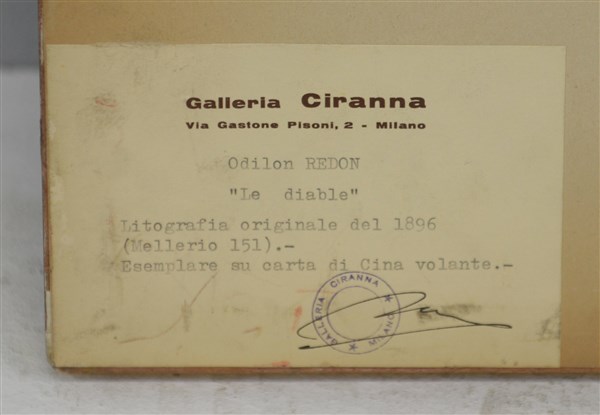 Galleria Ciranna
Via Gastone Pisoni, 2 - Milano
Odilon REDON
"Le diable"
Litografia originale del 1896
(Mellerio 151).-
Esemplare su carta di Cina volante.-
GALLERIA CIRANNA * MILANO *